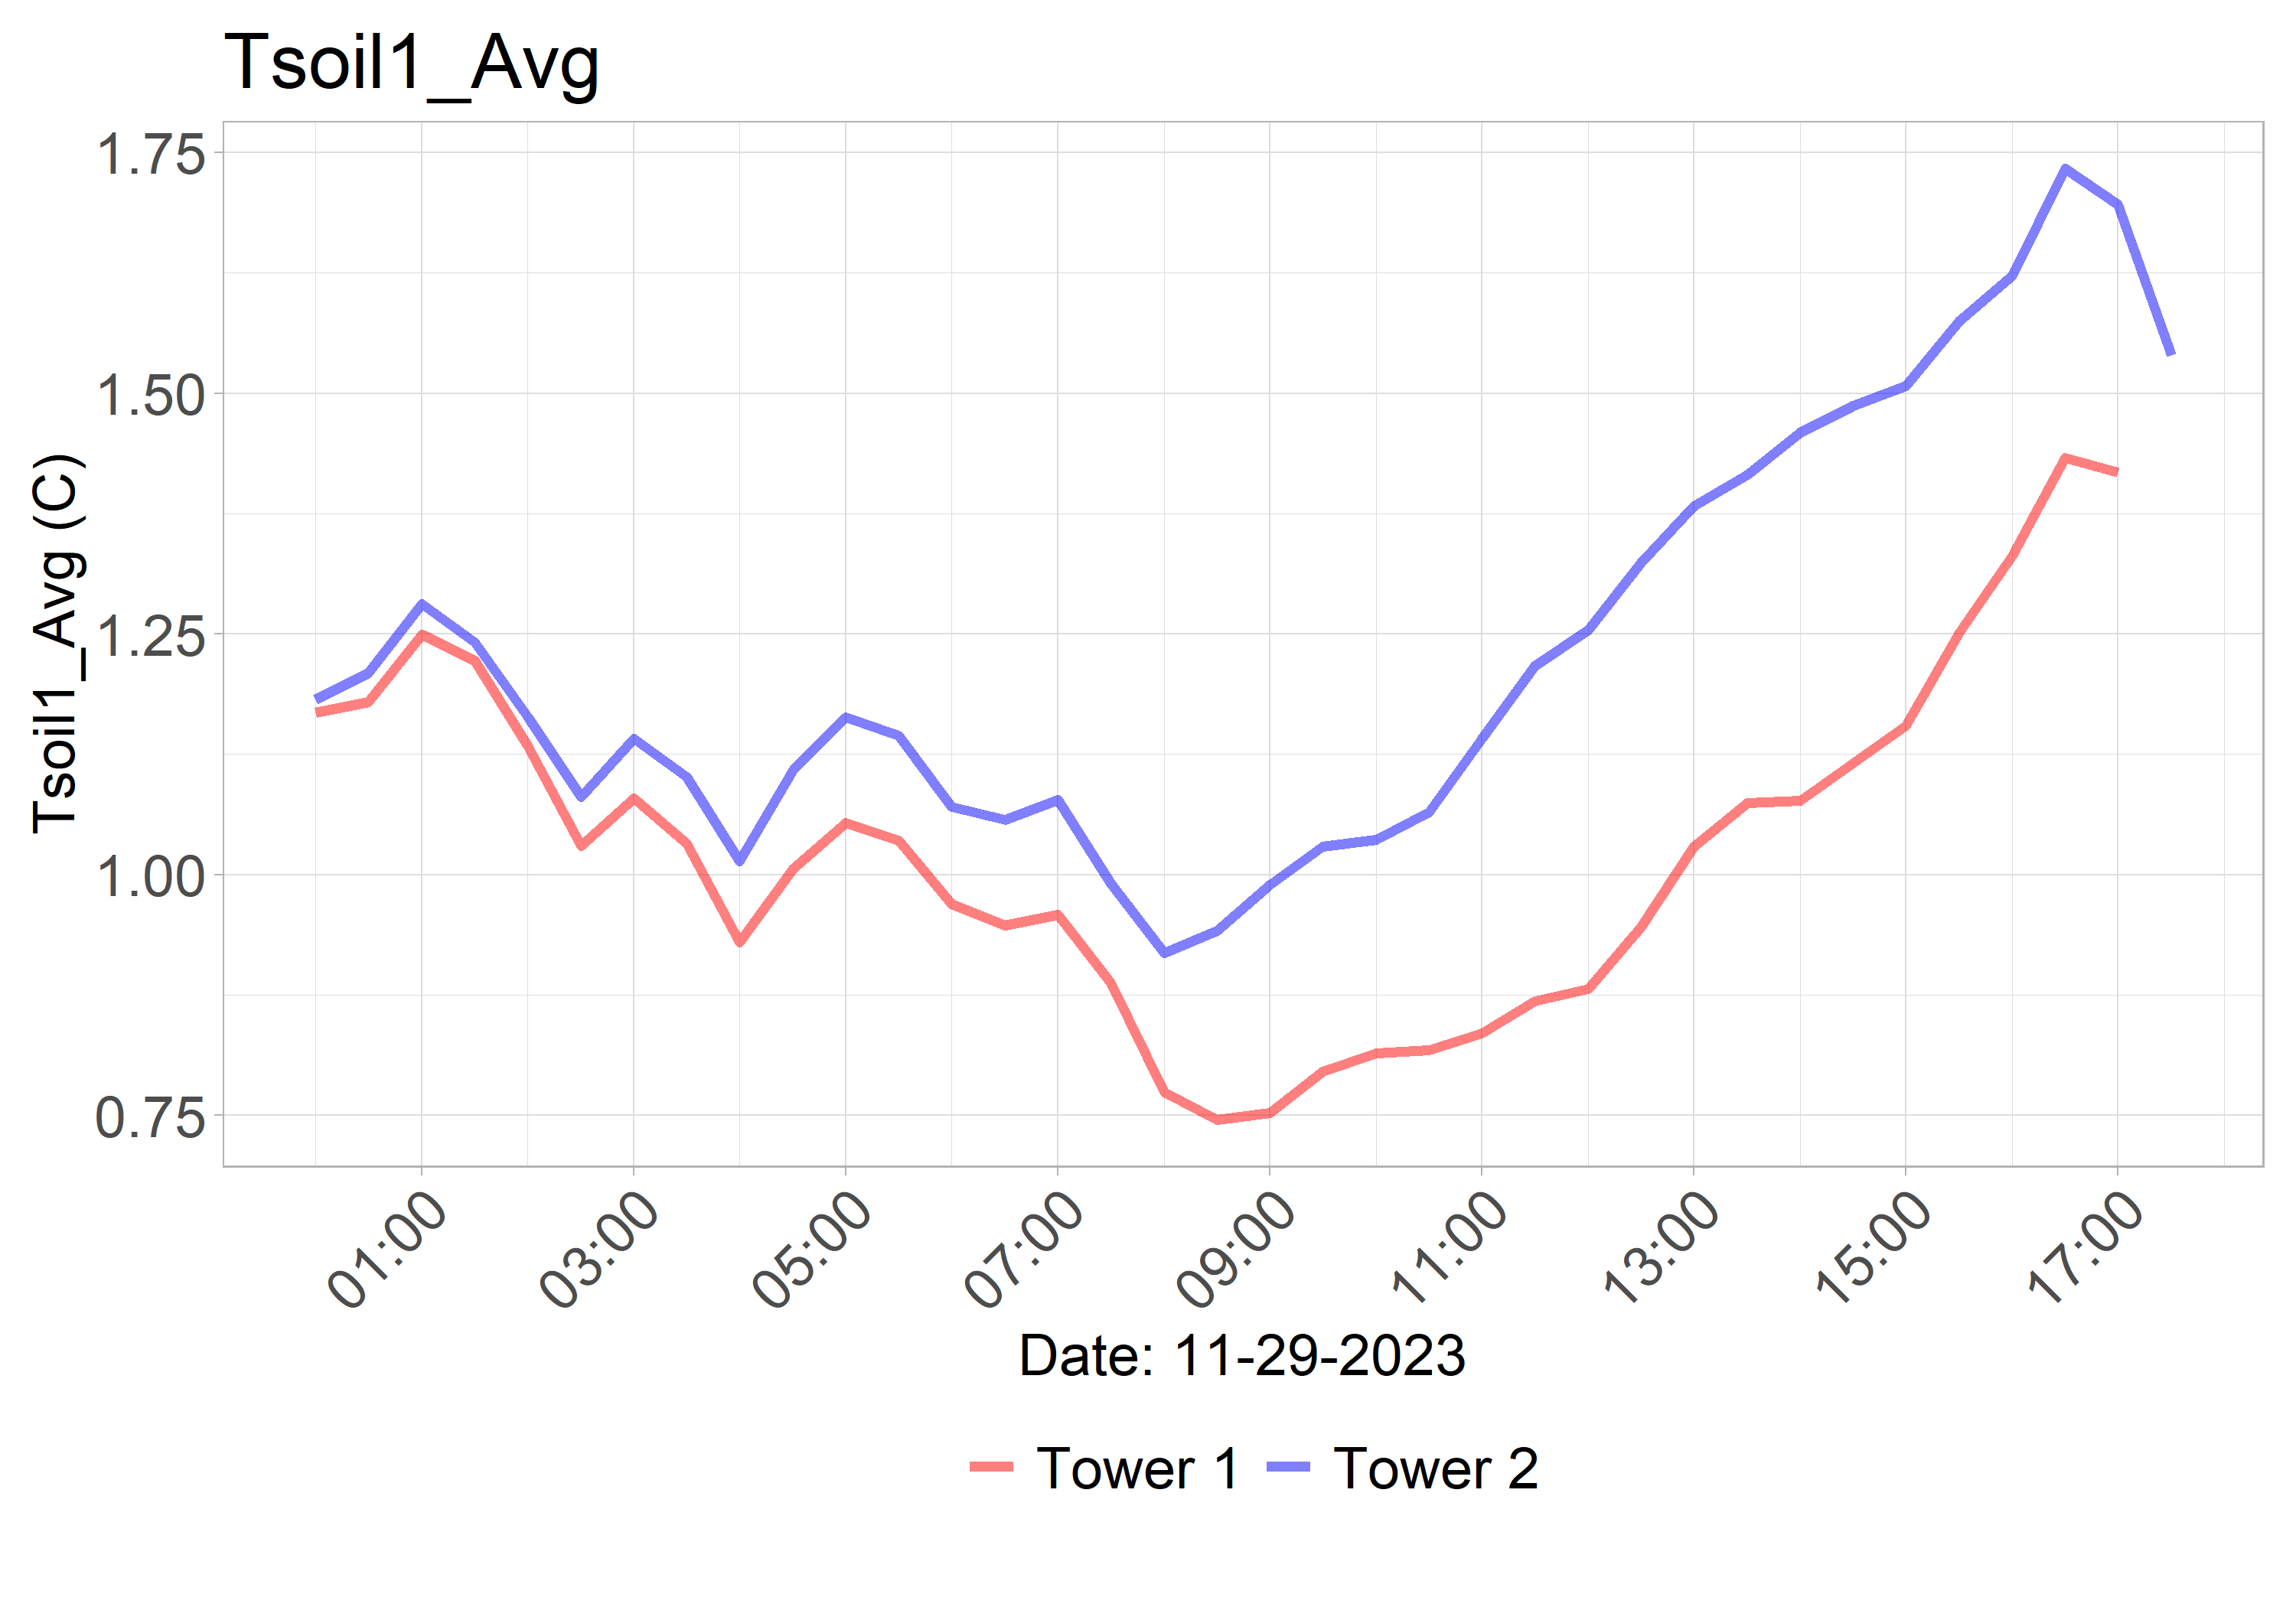 Tsoil1_Avg
Tsoil1_Avg (C)
1.75
1.50
1.25
1.00
0.75
01:00 03:00 05:00 07:00 09:00 11:00 13:00 15:00 17:00
Date: 11-29-2023
Tower 1 Tower 2